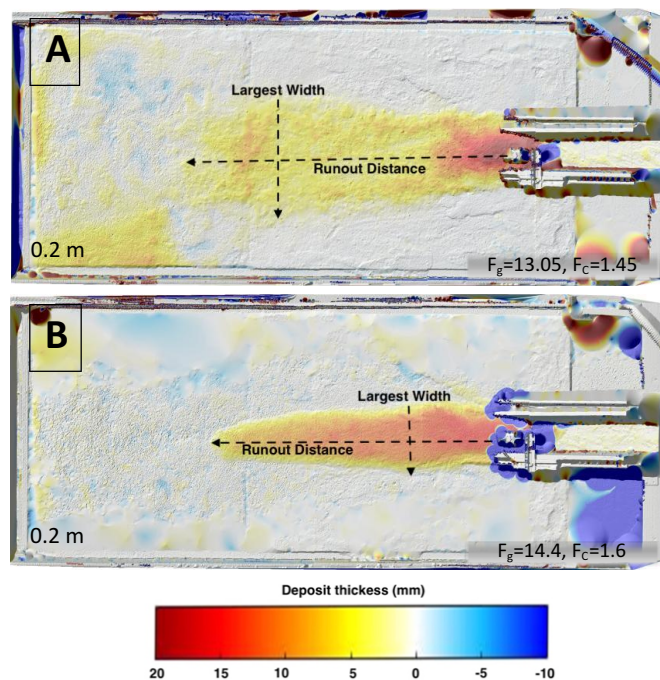 A
Largest Width
Runout Distance
0.2 m
Fg=13.05, FC=1.45
B
Largest Width
Runout Distance
0.2 m
Fg=14.4, FC=1.6
Deposit thickess (mm)
20 15 10 5 0 -5 -10